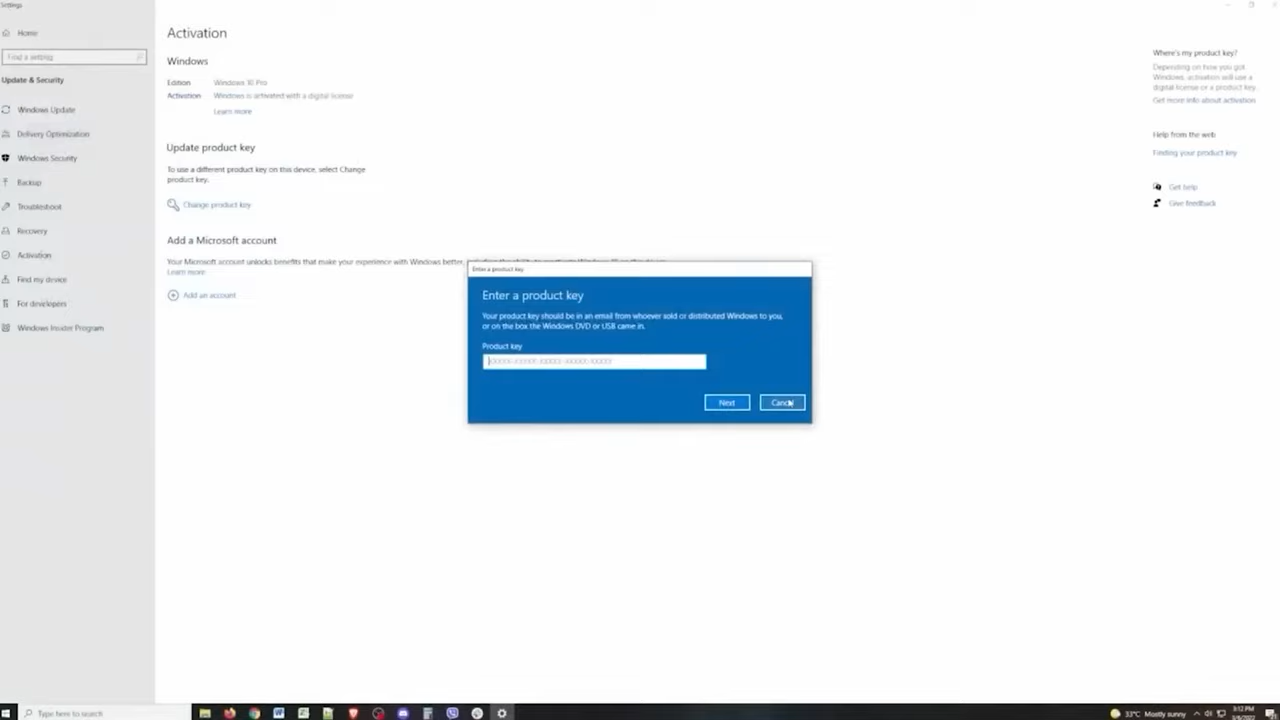 Settings
Home
Find a setting
Update & Security
Windows Update
Delivery Optimization
Windows Security
Backup
Troubleshoot
Recovery
Activation
Find my device
For developers
Windows Insider Program
Activation
Windows
Edition Windows 10 Pro
Activation Windows is activated with a digital license
Learn more
Update product key
To use a different product key on this device, select Change
product key.
Change product key
Add a Microsoft account
Your Microsoft account unlocks benefits that make your experience with Windows better,
Learn more
Add an account
Enter a product key
Enter a product key
Your product key should be in an email from whoever sold or distributed Windows to you,
or on the box the Windows DVD or USB came in.
Product key
XXXXX-XXXXX-XXXXX-XXXXX-XXXXX
Next
Cancel
Where's my product key?
Depending on how you got
Windows, activation will use a
digital license or a product key.
Get more info about activation
Help from the web
Finding your product key
Get help
Give feedback
Type here to search
33°C Mostly sunny
3:12 PM